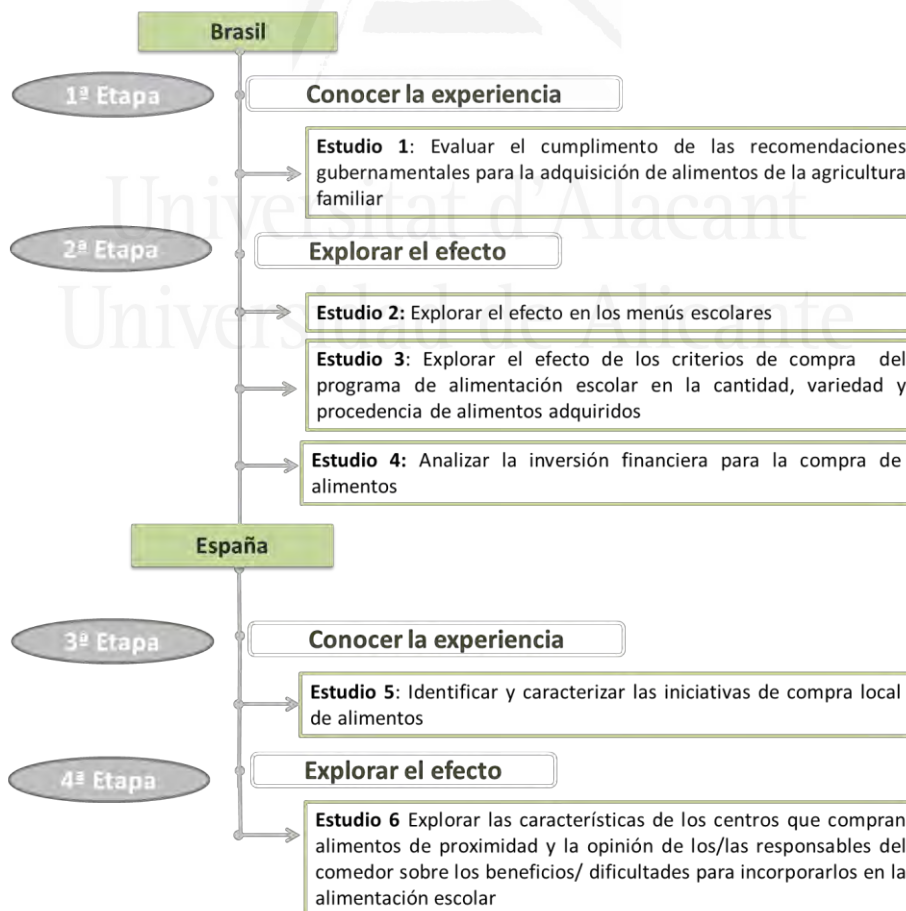 Brasil
1ª Etapa
Conocer la experiencia
Estudio 1: Evaluar el cumplimento de las recomendaciones
gubernamentales para la adquisición de alimentos de la agricultura
familiar
Universitat d'Alacant
2ª Etapa
Explorar el efecto
Universidad de Alicante
Estudio 2: Explorar el efecto en los menús escolares
Estudio 3: Explorar el efecto de los criterios de compra del
programa de alimentación escolar en la cantidad, variedad y
procedencia de alimentos adquiridos
Estudio 4: Analizar la inversión financiera para la compra de
alimentos
España
3ª Etapa
Conocer la experiencia
Estudio 5: Identificar y caracterizar las iniciativas de compra local
de alimentos
4ª Etapa
Explorar el efecto
Estudio 6 Explorar las características de los centros que compran
alimentos de proximidad y la opinión de los/las responsables del
comedor sobre los beneficios/ dificultades para incorporarlos en la
alimentación escolar